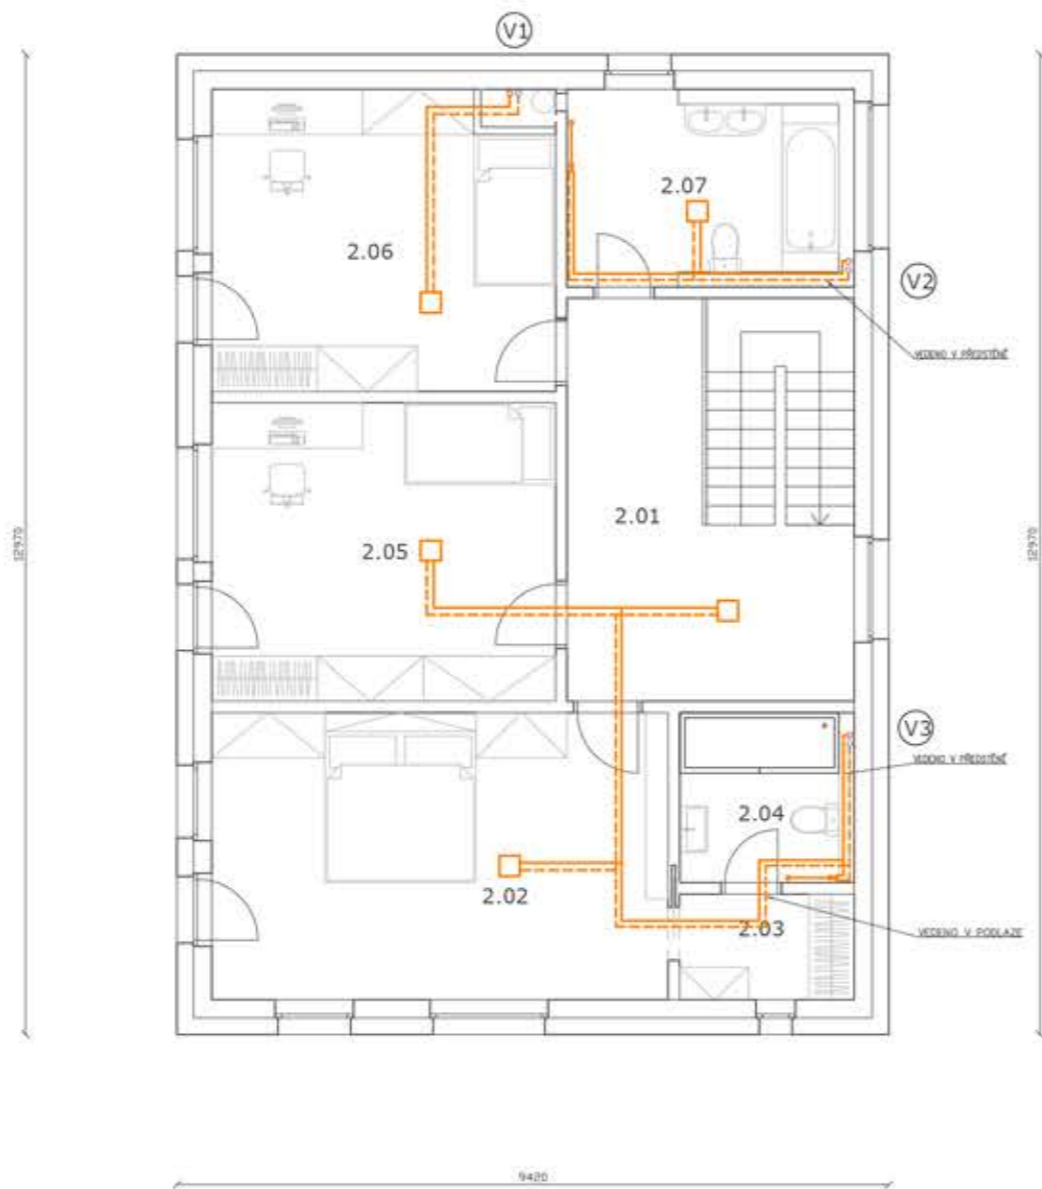 V1
2.07
2.06
V2
VEDENO V PŘEDSTĚNĚ
2.01
12970
12970
2.05
V3
VEDENO V PŘEDSTĚNĚ
2.04
2.02
2.03
VEDENO V PODLAZE
9420